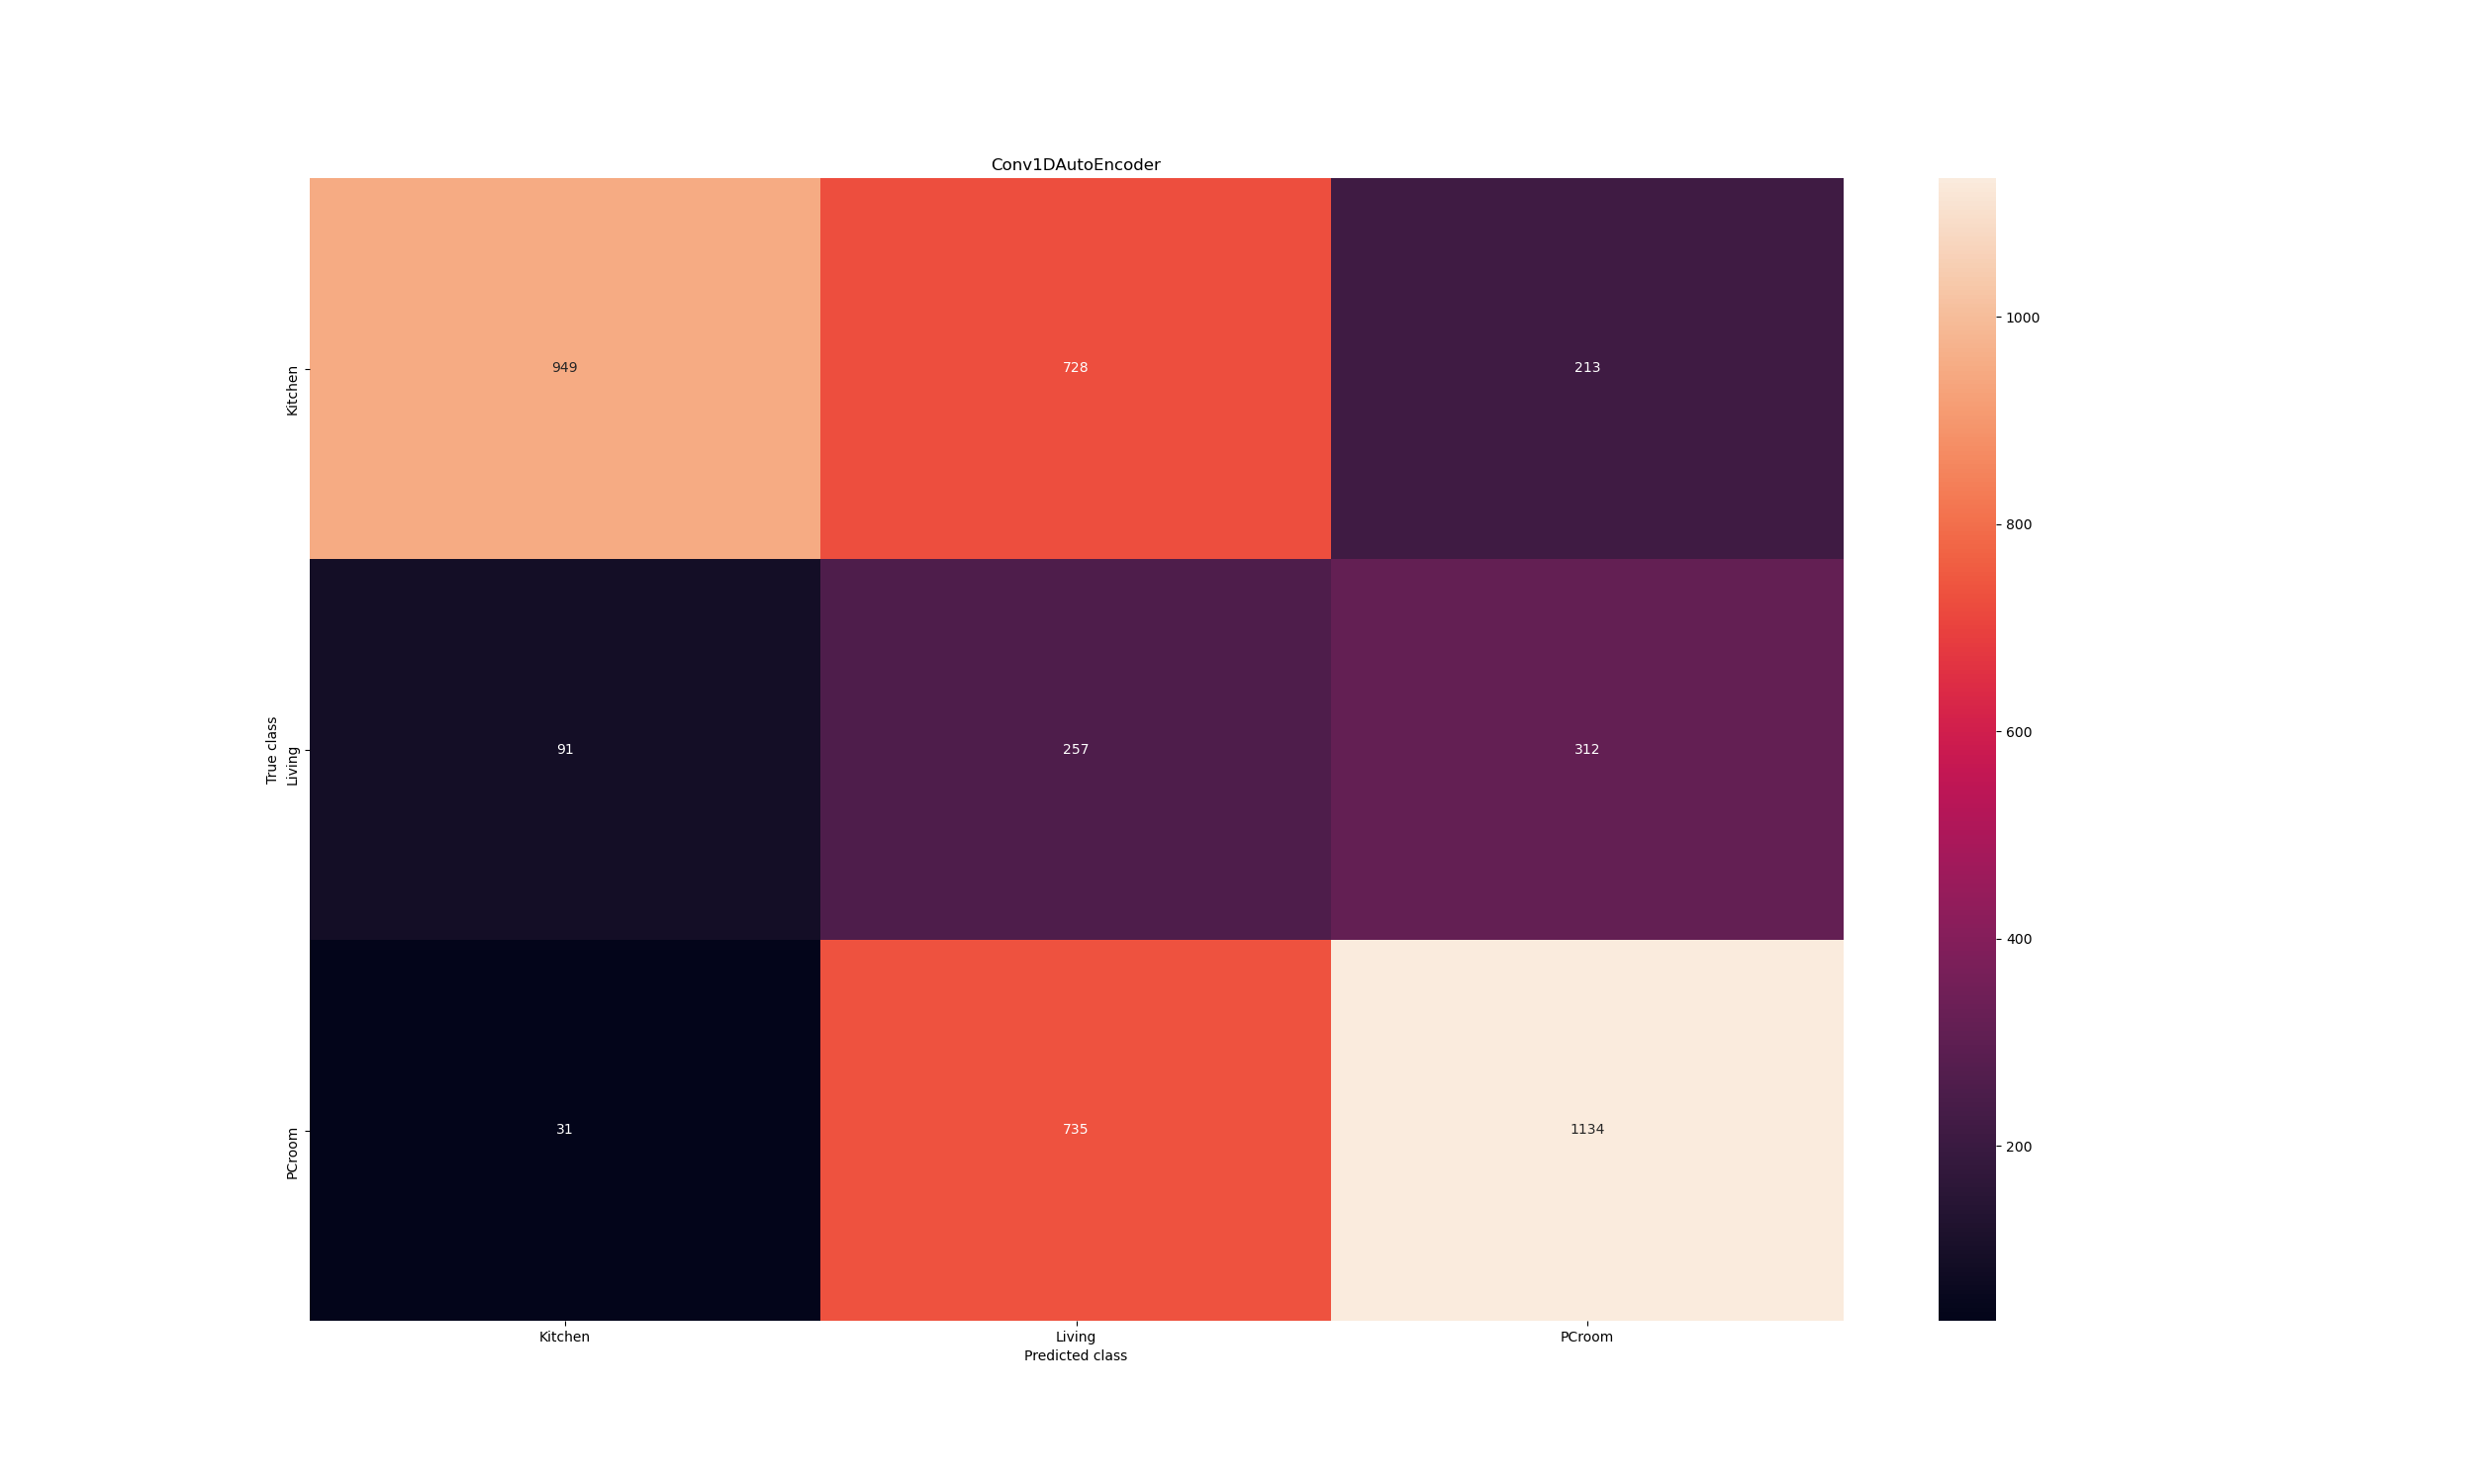 Conv1DAutoEncoder
949 728 213
91 257 312
31 735 1134
Kitchen
Living
PCroom
True class
Kitchen Living PCroom
Predicted class
1000
800
600
400
200